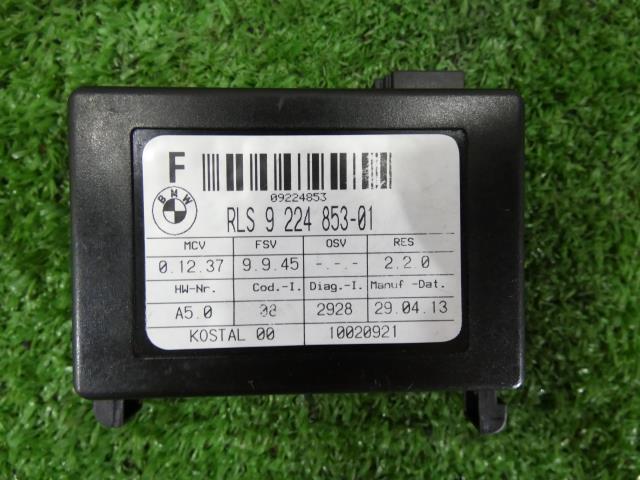 F
09224853
BMW
RLS 9 224 853-01
MCV FSV OSV RES
0.12.37 9.9.45 -.-.- 2.2.0
HW-Nr. Cod.-I. Diag.-I. Manuf -Dat.
A5.0 2928 29.04.13
KOSTAL 00 10020921